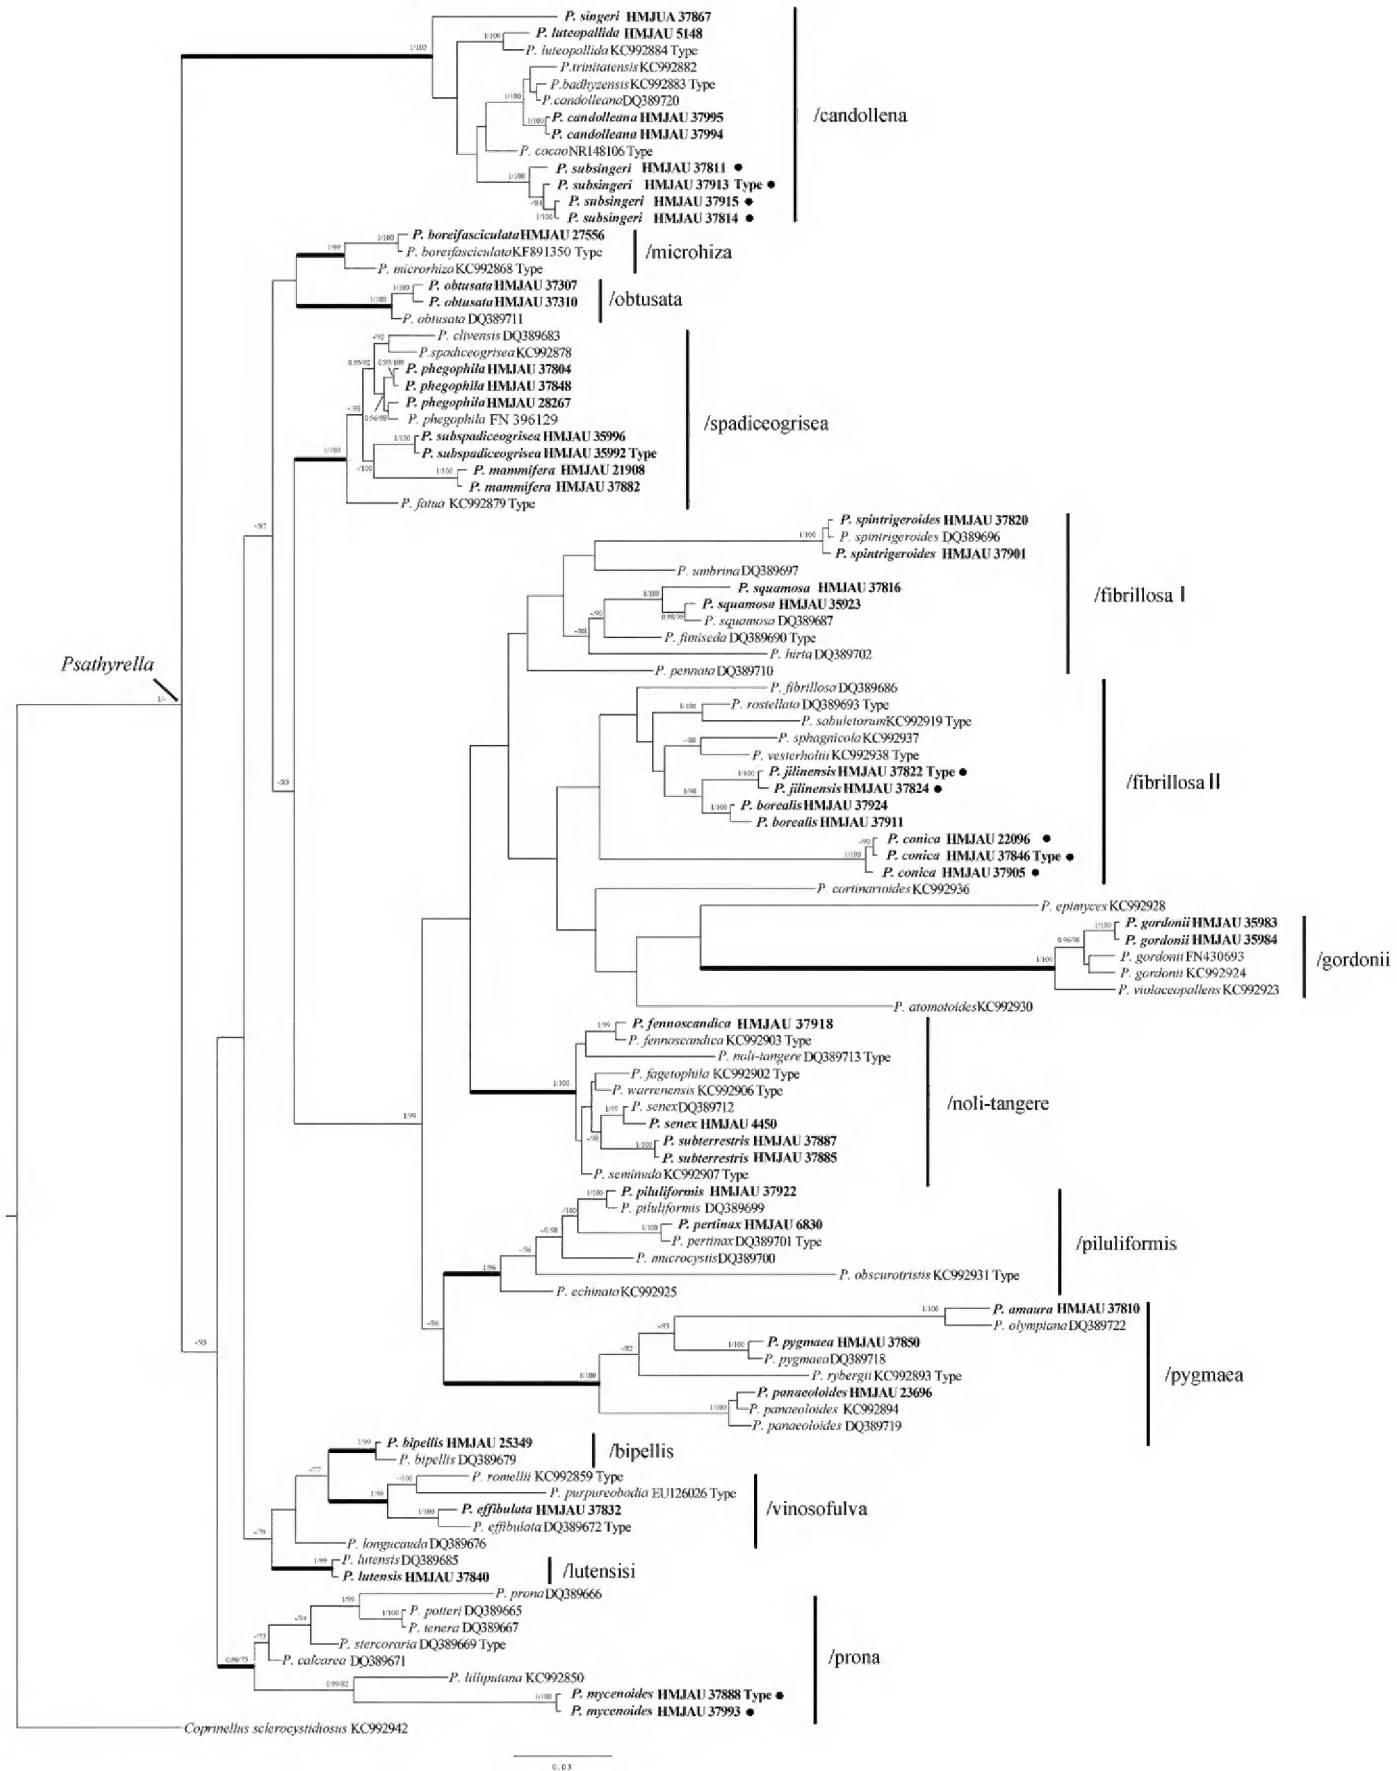 P. singeri HMJUA 37867
P. luteopallida HMJAU 5148
P. luteopallida KC992884 Type
P. trinitatensis KC992882
P. badhyzensis KC992883 Type
P. candolleana DQ389720
P. candolleana HMJAU 37995
P. candolleana HMJAU 37994
P. cacao NR148106 Type
P. subsingeri HMJAU 37811 ●
P. subsingeri HMJAU 37913 Type ●
P. subsingeri HMJAU 37915 ●
P. subsingeri HMJAU 37814 ●
/candollena
P. boreifasciculata HMJAU 27556
P. boreifasciculata KF891350 Type
P. microrhiza KC992868 Type
/microhiza
P. obtusata HMJAU 37307
P. obtusata HMJAU 37310
P. obtusata DQ389711
/obtusata
P. clivensis DQ389683
P. spadiceogrisea KC992878
P. phegophila HMJAU 37804
P. phegophila HMJAU 37848
P. phegophila HMJAU 28267
P. phegophila FN 396129
P. subspadiceogrisea HMJAU 35996
P. subspadiceogrisea HMJAU 35992 Type
P. mammifera HMJAU 21908
P. mammifera HMJAU 37882
P. fatua KC992879 Type
/spadiceogrisea
P. spintrigeroides HMJAU 37820
P. spintrigeroides DQ389696
P. spintrigeroides HMJAU 37901
P. umbrina DQ389697
P. squamosa HMJAU 37816
P. squamosa HMJAU 35923
P. squamosa DQ389687
P. fimiseda DQ389690 Type
P. hirta DQ389702
P. pennata DQ389710
/fibrillosa I
Psathyrella
P. fibrillosa DQ389686
P. rostellata DQ389693 Type
P. sabuletorum KC992919 Type
P. sphagnicola KC992937
P. vesterholtii KC992938 Type
P. jilinensis HMJAU 37822 Type ●
P. jilinensis HMJAU 37824 ●
P. borealis HMJAU 37924
P. borealis HMJAU 37911
P. conica HMJAU 22096 ●
P. conica HMJAU 37846 Type ●
P. conica HMJAU 37905 ●
/fibrillosa II
P. cortinarioides KC992936
P. epimyces KC992928
P. gordonii HMJAU 35983
P. gordonii HMJAU 35984
P. gordonii FN430693
P. gordonii KC992924
P. violaceopallens KC992923
/gordonii
P. atomatoides KC992930
P. fennoscandica HMJAU 37918
P. fennoscandica KC992903 Type
P. noli-tangere DQ389713 Type
P. fagetophila KC992902 Type
P. warrenensis KC992906 Type
P. senex DQ389712
P. senex HMJAU 4450
P. subterrestris HMJAU 37887
P. subterrestris HMJAU 37885
P. seminuda KC992907 Type
/noli-tangere
P. piluliformis HMJAU 37922
P. piluliformis DQ389699
P. pertinax HMJAU 6830
P. pertinax DQ389701 Type
P. mucrocystis DQ389700
P. obscurotristis KC992931 Type
P. echinata KC992925
/piluliformis
P. amaura HMJAU 37810
P. olympiana DQ389722
P. pygmaea HMJAU 37850
P. pygmaea DQ389718
P. rybergii KC992893 Type
P. panaeoloides HMJAU 23696
P. panaeoloides KC992894
P. panaeoloides DQ389719
/pygmaea
P. bipellis HMJAU 25349
P. bipellis DQ389679
/bipellis
P. romellii KC992859 Type
P. purpureobadia EU126026 Type
P. effibulata HMJAU 37832
P. effibulata DQ389672 Type
/vinosofulva
P. longucauda DQ389676
P. lutensis DQ389685
P. lutensis HMJAU 37840
/lutensisi
P. prona DQ389666
P. potteri DQ389665
P. tenera DQ389667
P. stercoraria DQ389669 Type
P. calcarea DQ389671
P. liliputana KC992850
P. mycenoides HMJAU 37888 Type ●
P. mycenoides HMJAU 37993 ●
/prona
Coprinellus sclerocystidiosus KC992942
0.03